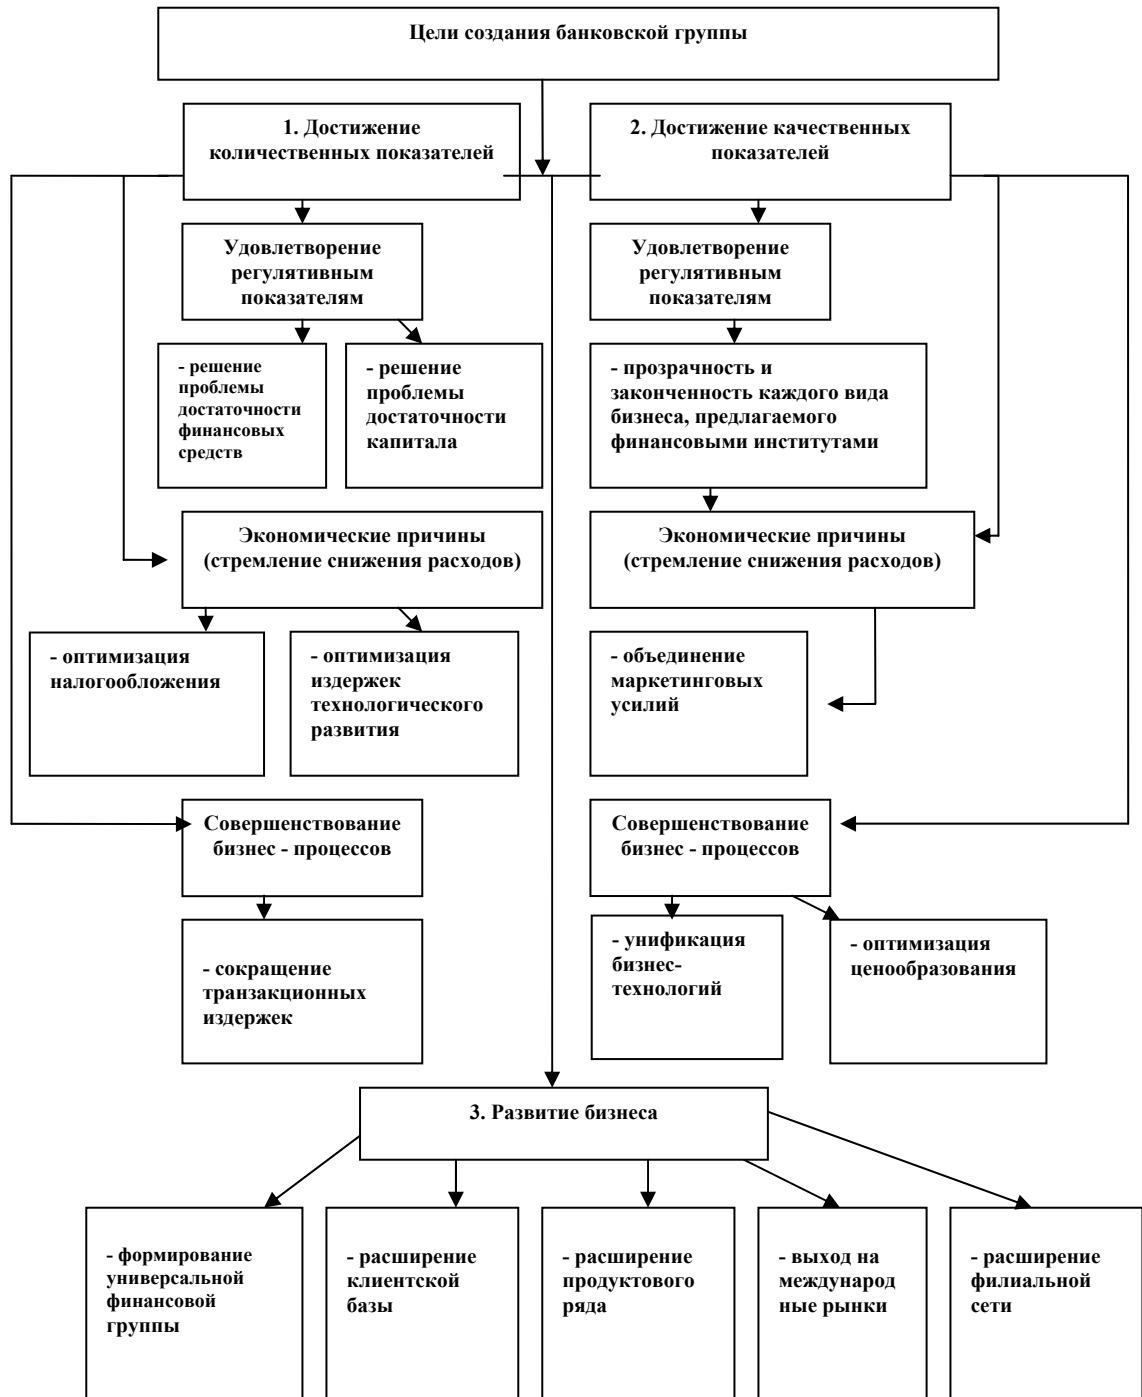 Цели создания банковской группы
1. Достижение
количественных показателей
2. Достижение качественных
показателей
Удовлетворение
регулятивным
показателям
Удовлетворение
регулятивным
показателям
- решение
проблемы
достаточности
финансовых
средств
- решение
проблемы
достаточности
капитала
- прозрачность и
законченность каждого вида
бизнеса, предлагаемого
финансовыми институтами
Экономические причины
(стремление снижения расходов)
Экономические причины
(стремление снижения расходов)
- оптимизация
налогообложения
- оптимизация
издержек
технологического
развития
- объединение
маркетинговых
усилий
Совершенствование
бизнес - процессов
Совершенствование
бизнес - процессов
- сокращение
транзакционных
издержек
- унификация
бизнес-
технологий
- оптимизация
ценообразования
3. Развитие бизнеса
- формирование
универсальной
финансовой
группы
- расширение
клиентской
базы
- расширение
продуктового
ряда
- выход на
международ
ные рынки
- расширение
филиальной
сети